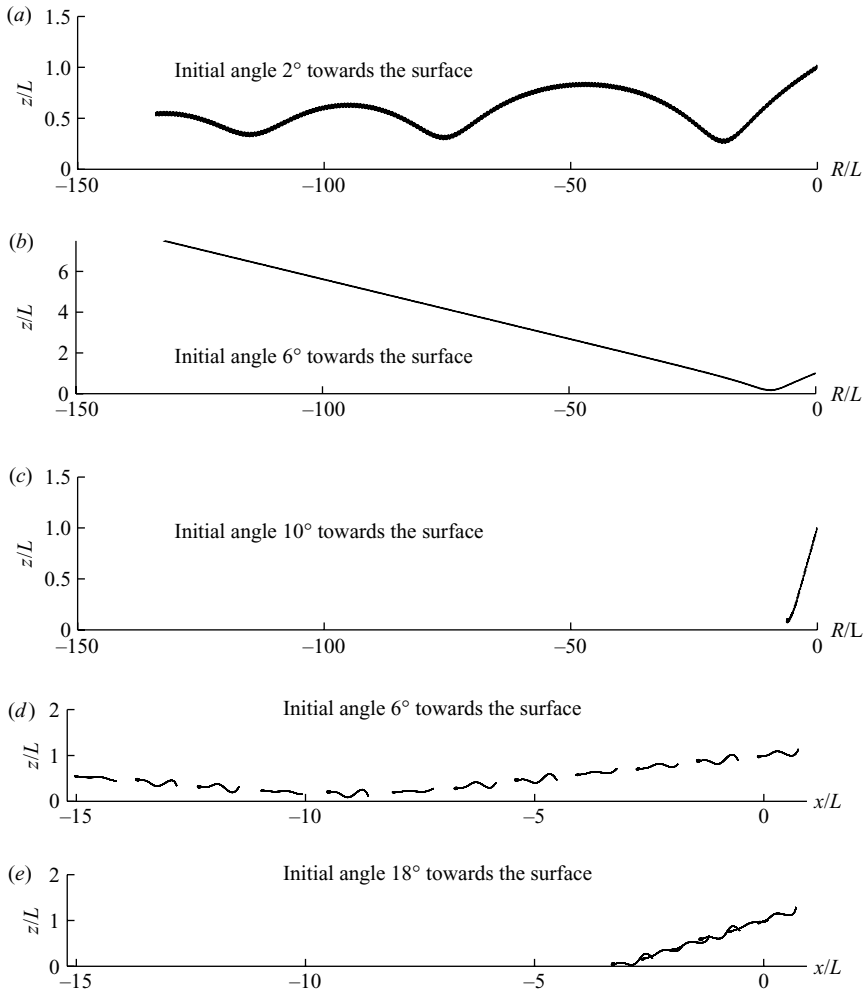 (a)
1.5
1.0
0.5
0
z/L
Initial angle 2° towards the surface
–150
–100
–50
0
R/L
(b)
6
4
2
0
z/L
Initial angle 6° towards the surface
–150
–100
–50
0
R/L
(c)
1.5
1.0
0.5
0
z/L
Initial angle 10° towards the surface
–150
–100
–50
0
R/L
(d)
2
1
0
z/L
Initial angle 6° towards the surface
–15
–10
–5
0
x/L
(e)
2
1
0
z/L
Initial angle 18° towards the surface
–15
–10
–5
0
x/L